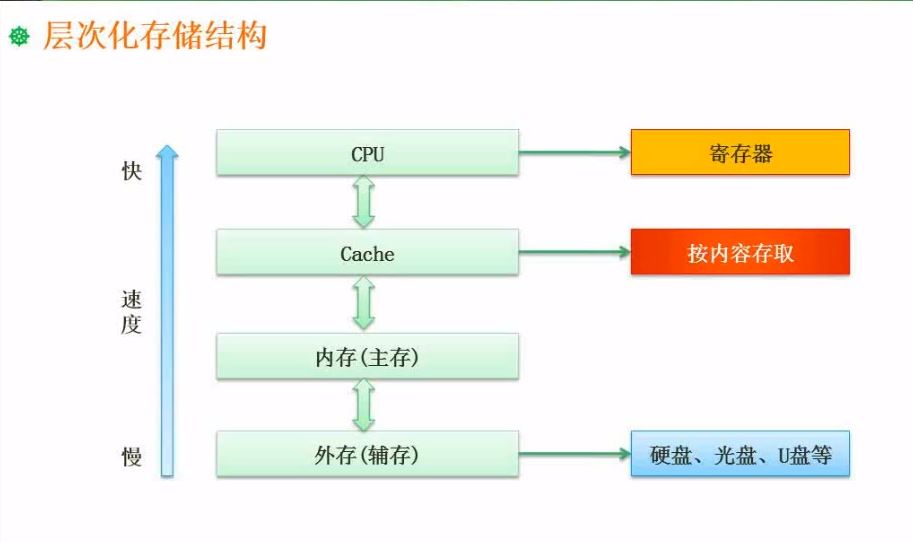 层次化存储结构
快
CPU
寄存器
Cache
按内容存取
速
度
内存(主存)
慢
外存(辅存)
硬盘、光盘、U盘等